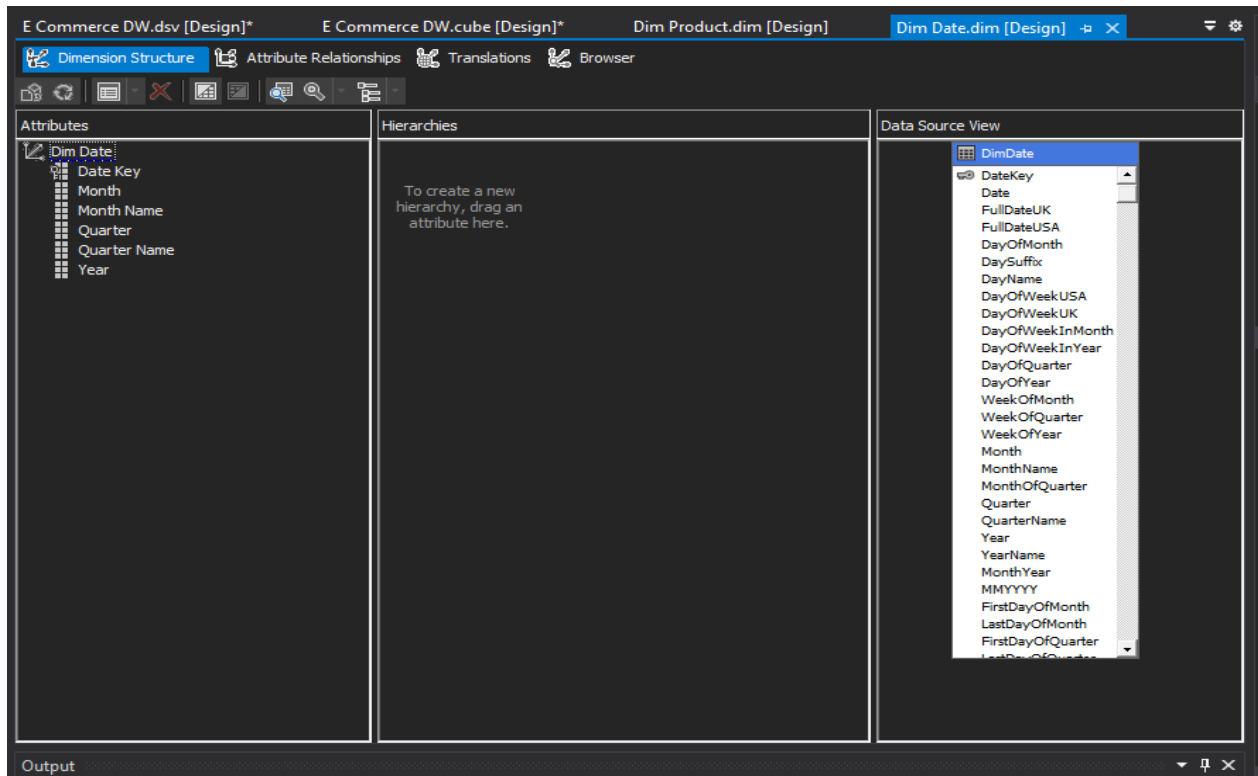 E Commerce DW.dsv [Design]* E Commerce DW.cube [Design]* Dim Product.dim [Design] Dim Date.dim [Design]
Dimension Structure Attribute Relationships Translations Browser
Attributes
Dim Date
Date Key
Month
Month Name
Quarter
Quarter Name
Year
Hierarchies
To create a new
hierarchy, drag an
attribute here.
Data Source View
DimDate
DateKey
Date
FullDateUK
FullDateUSA
DayOfMonth
DaySuffix
DayName
DayOfWeekUSA
DayOfWeekUK
DayOfWeekInMonth
DayOfWeekInYear
DayOfQuarter
DayOfYear
WeekOfMonth
WeekOfQuarter
WeekOfYear
Month
MonthName
MonthOfQuarter
Quarter
QuarterName
Year
YearName
MonthYear
MMYYYY
FirstDayOfMonth
LastDayOfMonth
FirstDayOfQuarter
LastDayOfQuarter
Output